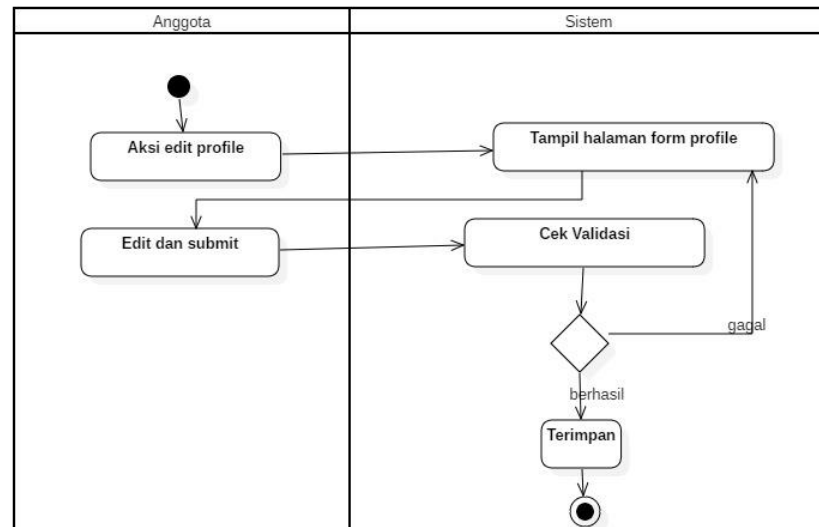 Anggota
Sistem
Aksi edit profile
Tampil halaman form profile
Edit dan submit
Cek Validasi
gagal
berhasil
Terimpan